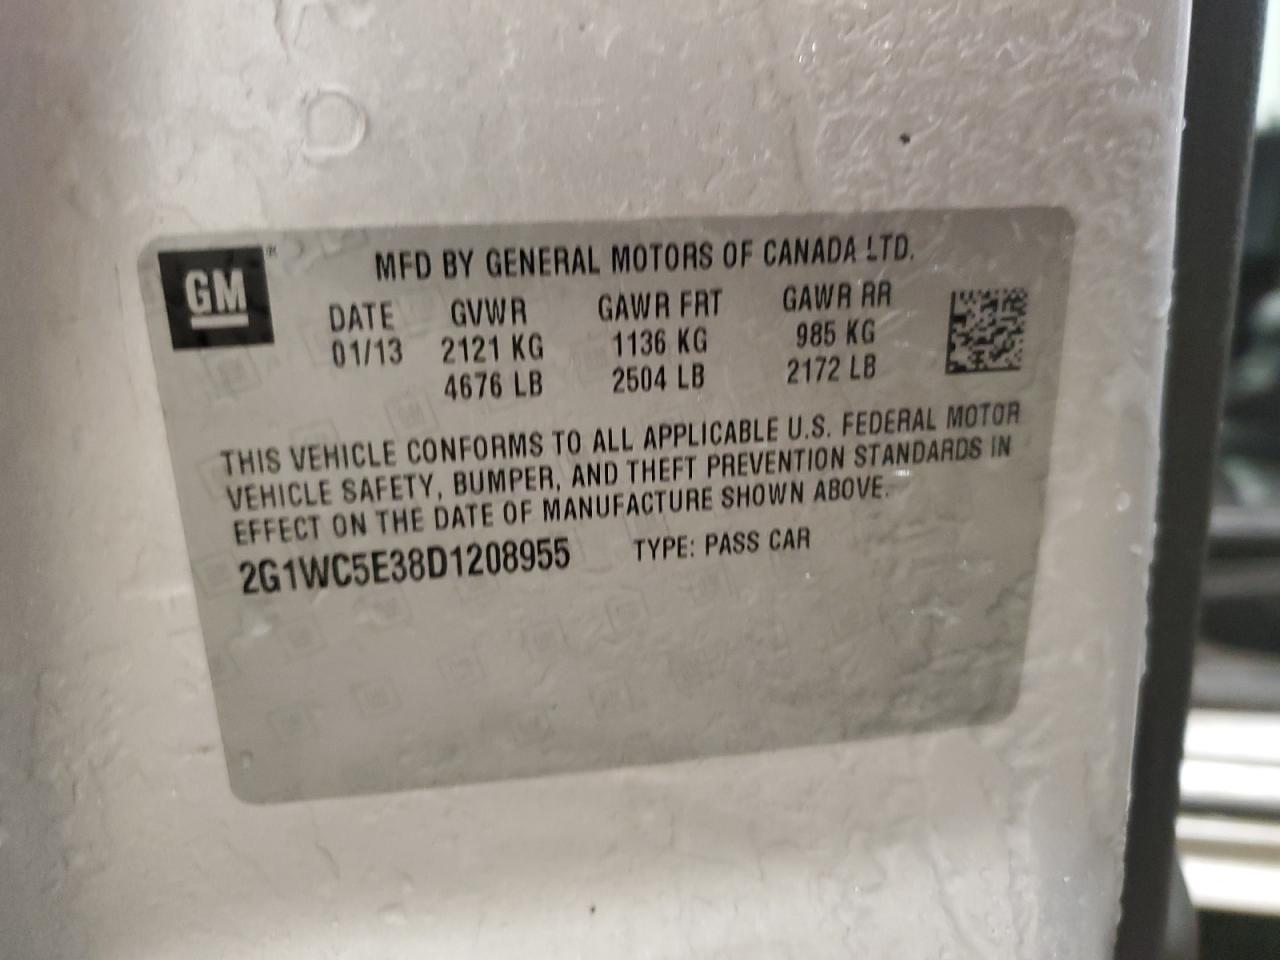 GM™
MFD BY GENERAL MOTORS OF CANADA LTD.
DATE GVWR GAWR FRT GAWR RR
01/13 2121 KG 1136 KG 985 KG
4676 LB 2504 LB 2172 LB
THIS VEHICLE CONFORMS TO ALL APPLICABLE U.S. FEDERAL MOTOR
VEHICLE SAFETY, BUMPER, AND THEFT PREVENTION STANDARDS IN
EFFECT ON THE DATE OF MANUFACTURE SHOWN ABOVE.
2G1WC5E38D1208955 TYPE: PASS CAR